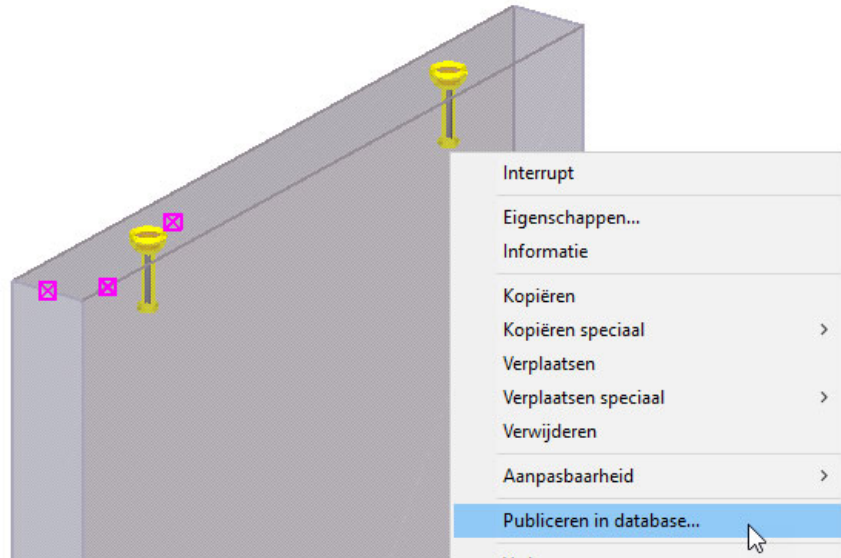 Interrupt
Eigenschappen...
Informatie
Kopiëren
Kopiëren speciaal
Verplaatsen
Verplaatsen speciaal
Verwijderen
Aanpasbaarheid
Publiceren in database...